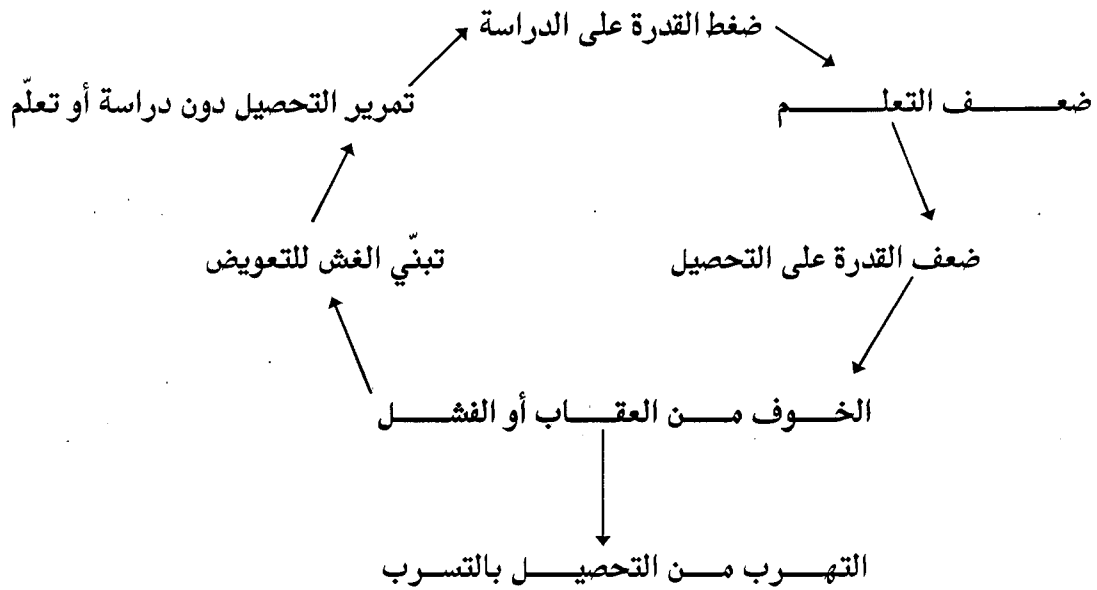 ضغط القدرة على الدراسة
ضعف التعلم
تمرير التحصيل دون دراسة أو تعلّم
ضعف القدرة على التحصيل
تبنّي الغش للتعويض
الخوف من العقاب أو الفشل
التهرب من التحصيل بالتسرب